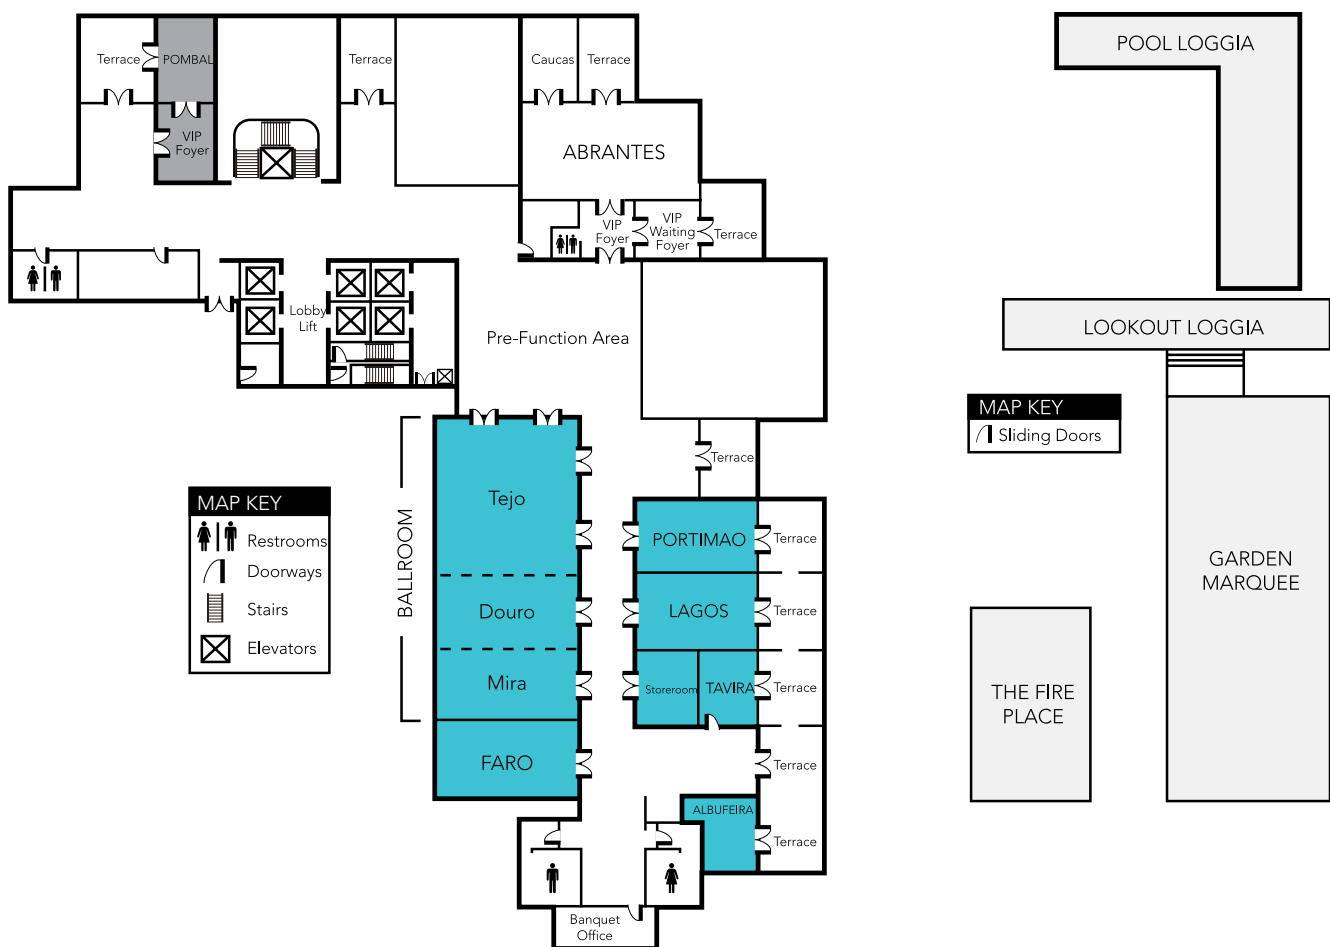 Terrace
POMBAL
Terrace
Caucas
Terrace
POOL LOGGIA
VIP
Foyer
ABRANTES
VIP
Foyer
VIP
Waiting
Foyer
Terrace
Lobby
Lift
Pre-Function Area
LOOKOUT LOGGIA
MAP KEY
Sliding Doors
Terrace
BALLROOM
Tejo
MAP KEY
Restrooms
Doorways
Stairs
Elevators
PORTIMAO
Terrace
GARDEN
MARQUEE
Douro
LAGOS
Terrace
Mira
Storeroom
TAVIRA
Terrace
THE FIRE
PLACE
FARO
Terrace
ALBUFEIRA
Terrace
Banquet
Office